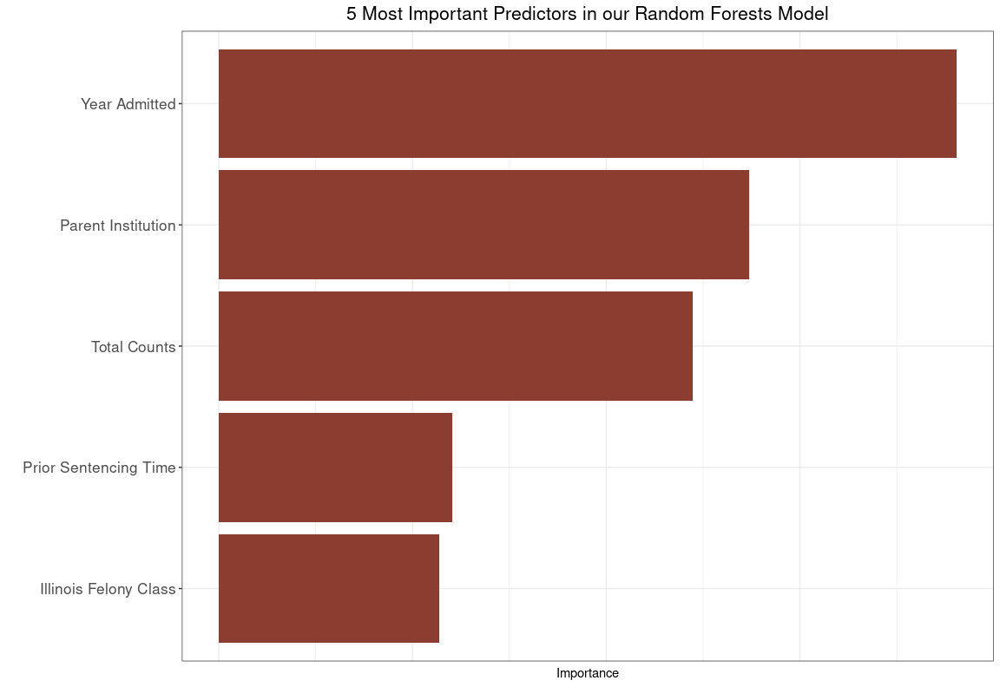 5 Most Important Predictors in our Random Forests Model
Year Admitted
Parent Institution
Total Counts
Prior Sentencing Time
Illinois Felony Class
Importance